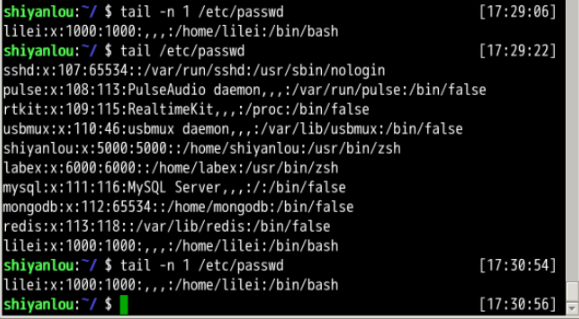 shiyanlou:~/ $ tail -n 1 /etc/passwd [17:29:06]
lilei:x:1000:1000:,,,:/home/lilei:/bin/bash
shiyanlou:~/ $ tail /etc/passwd [17:29:22]
sshd:x:107:65534::/var/run/sshd:/usr/sbin/nologin
pulse:x:108:113:PulseAudio daemon,,,:/var/run/pulse:/bin/false
rtkit:x:109:115:RealtimeKit,,,:/proc:/bin/false
usbmux:x:110:46:usbmux daemon,,,:/var/lib/usbmux:/bin/false
shiyanlou:x:5000:5000::/home/shiyanlou:/usr/bin/zsh
labex:x:6000:6000::/home/labex:/usr/bin/zsh
mysql:x:111:116:MySQL Server,,,:/:/bin/false
mongodb:x:112:65534::/home/mongodb:/bin/false
redis:x:113:118::/var/lib/redis:/bin/false
lilei:x:1000:1000:,,,:/home/lilei:/bin/bash
shiyanlou:~/ $ tail -n 1 /etc/passwd [17:30:54]
lilei:x:1000:1000:,,,:/home/lilei:/bin/bash
shiyanlou:~/ $ [17:30:56]